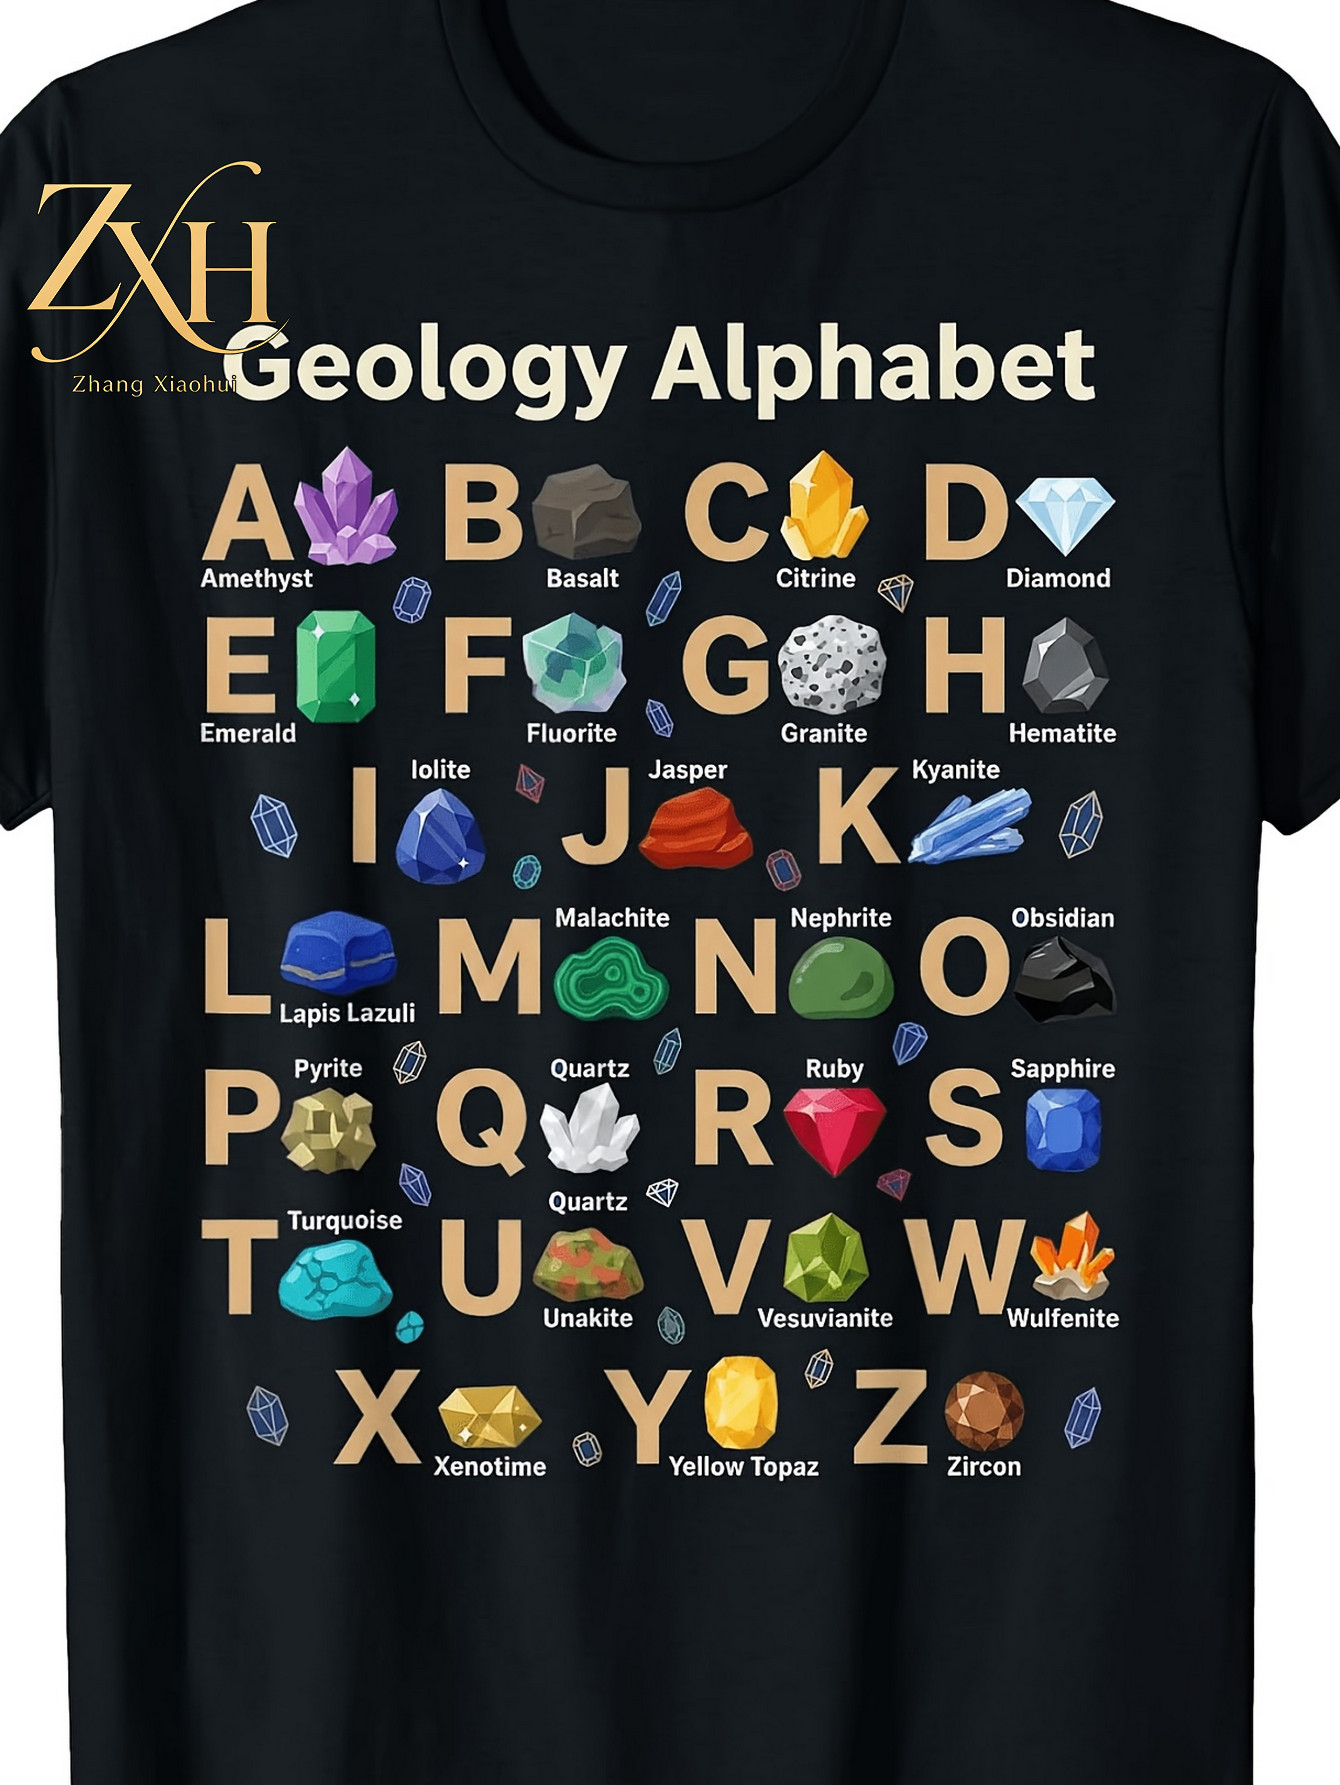 ZXH
Zhang Xiaohui
Geology Alphabet
A B C D
Amethyst Basalt Citrine Diamond
E F G H
Emerald Fluorite Granite Hematite
Iolite Jasper Kyanite
I J K
Malachite Nephrite Obsidian
L M N O
Lapis Lazuli
Pyrite Quartz Ruby Sapphire
P Q R S
Quartz
Turquoise
T U V W
Unakite Vesuvianite Wulfenite
X Y Z
Xenotime Yellow Topaz Zircon